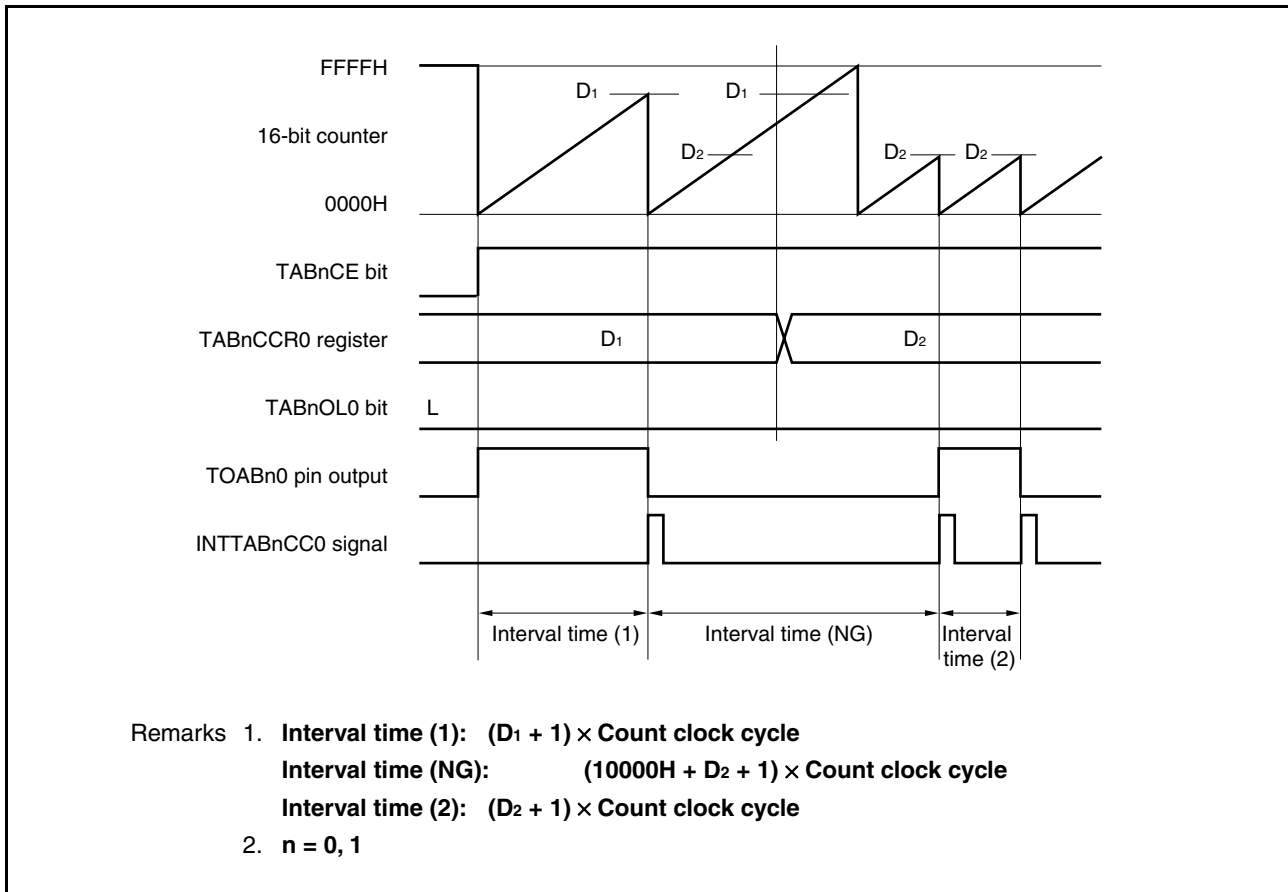 FFFFH
D1
D1
16-bit counter
D2
D2
D2
0000H
TABnCE bit
TABnCCR0 register
D1
D2
TABnOL0 bit
L
TOABn0 pin output
INTTABnCC0 signal
Interval time (1)
Interval time (NG)
Interval
time (2)
Remarks 1. Interval time (1): (D1 + 1) × Count clock cycle
Interval time (NG): (10000H + D2 + 1) × Count clock cycle
Interval time (2): (D2 + 1) × Count clock cycle
2. n = 0, 1